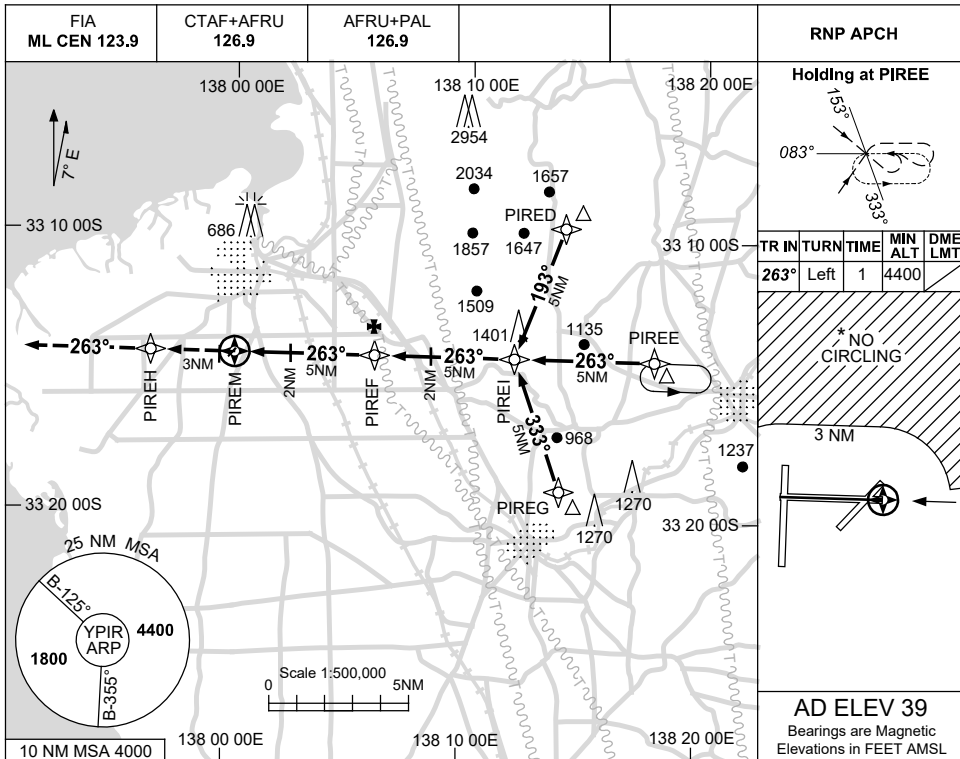 FIA
ML CEN 123.9
CTAF+AFRU
126.9
AFRU+PAL
126.9
RNP APCH
138 00 00E
138 10 00E
138 20 00E
7° E
2954
2034
1657
686
33 10 00S
PIRED
1857
1647
33 10 00S
193°
5NM
1509
1401
1135
PIREE
263°
3NM
2NM
263°
5NM
2NM
263°
5NM
263°
5NM
PIREH
PIREM
PIREF
PIREI
333°
5NM
968
1237
33 20 00S
PIREG
1270
1270
33 20 00S
25 NM MSA
B-125°
YPIR
ARP
4400
1800
B-355°
Scale 1:500,000
0
5NM
10 NM MSA 4000
138 00 00E
138 10 00E
138 20 00E
Holding at PIREE
153°
083°
333°
TR IN TURN TIME MIN ALT DME LMT
263° Left 1 4400
*NO
CIRCLING
3 NM
AD ELEV 39
Bearings are Magnetic
Elevations in FEET AMSL